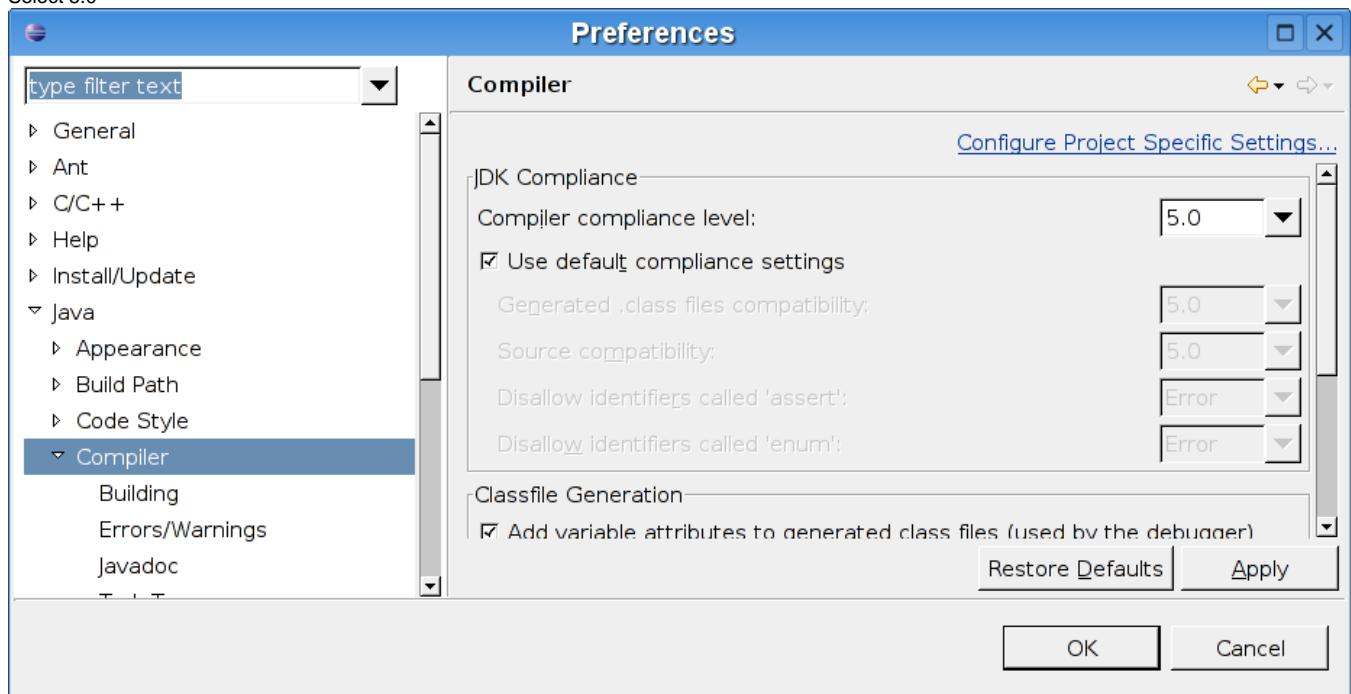 Preferences
type filter text
Compiler
General
Ant
C/C++
Help
Install/Update
Java
Appearance
Build Path
Code Style
Compiler
Building
Errors/Warnings
Javadoc
Configure Project Specific Settings...
JDK Compliance
Compiler compliance level: 5.0
Use default compliance settings
Generated .class files compatibility: 5.0
Source compatibility: 5.0
Disallow identifiers called 'assert': Error
Disallow identifiers called 'enum': Error
Classfile Generation
Add variable attributes to generated class files (used by the debugger)
Restore Defaults Apply
OK Cancel